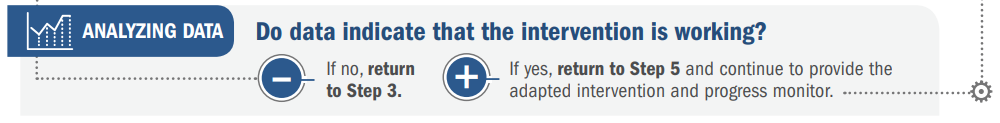 ANALYZING DATA
Do data indicate that the intervention is working?
If no, return
to Step 3.
If yes, return to Step 5 and continue to provide the
adapted intervention and progress monitor.